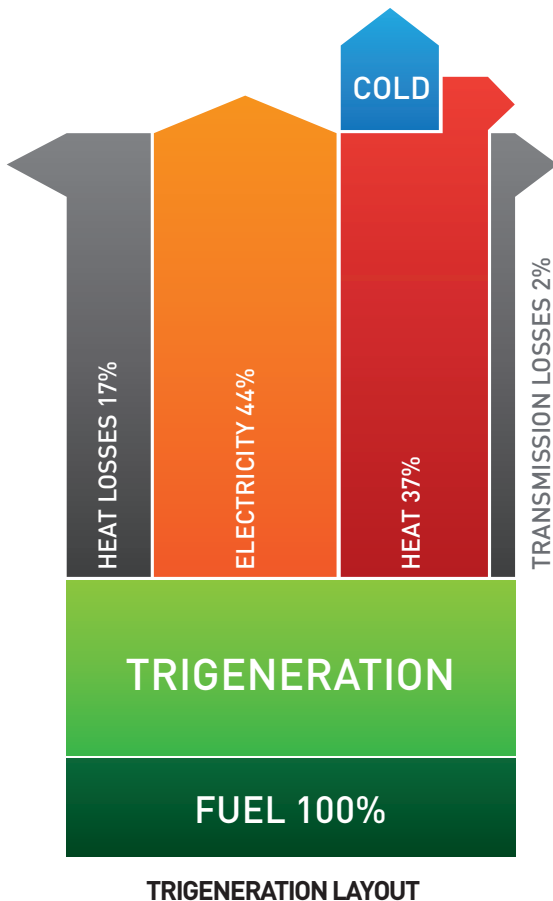 COLD
HEAT LOSSES 17%
ELECTRICITY 44%
HEAT 37%
TRANSMISSION LOSSES 2%
TRIGENERATION
FUEL 100%
TRIGENERATION LAYOUT